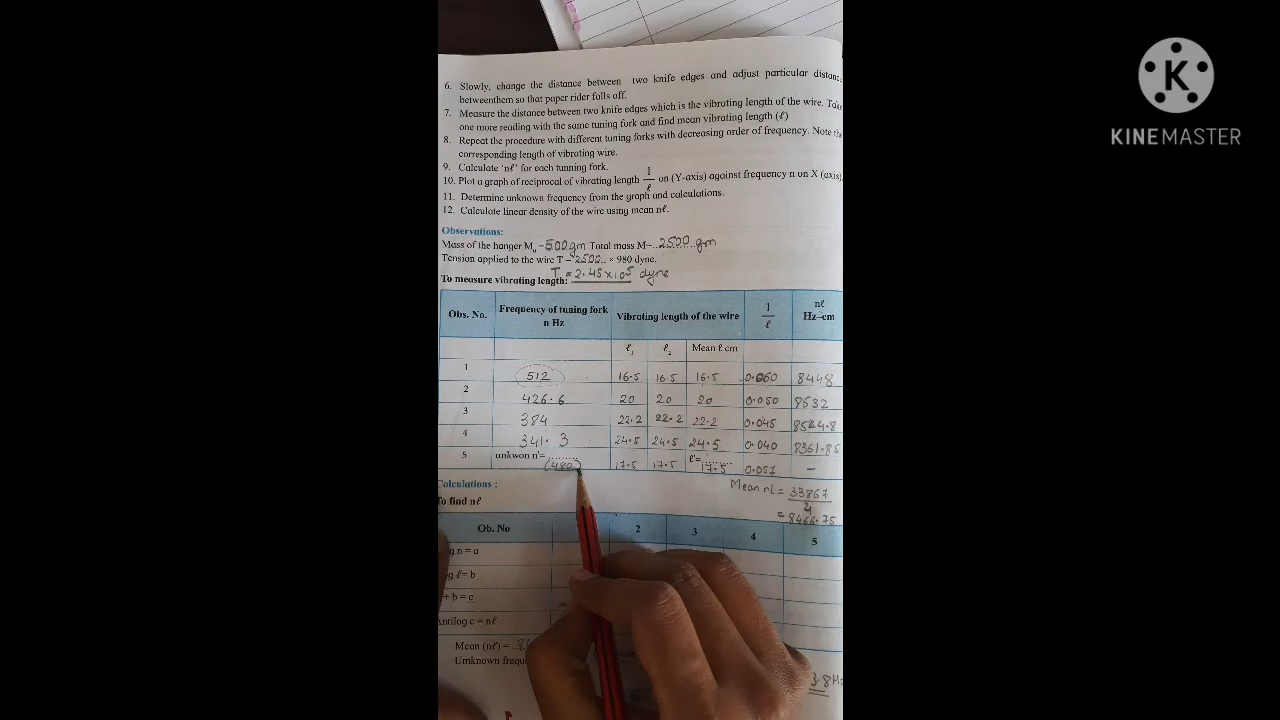 K
KINEMASTER
6. Slowly, change the distance between two knife edges and adjust particular distance
betweenthem so that paper rider fulls off.
7. Measure the distance between two knife edges which is the vibrating length of the wire. Take
one more reading with the same tuning fork and find mean vibrating length (ℓ)
8. Repeat the procedure with different tuning forks with decreasing order of frequency. Note the
corresponding length of vibrating wire.
9. Calculate 'nℓ' for each tunning fork.
10. Plot a graph of reciprocal of vibrating length 1/ℓ on (Y-axis) against frequency n on X (axis)
11. Determine unknown frequency from the graph and calculations.
12. Calculate linear density of the wire using mean nℓ.
Observations:
Mass of the hanger M₀ = 500 gm Total mass M= 2500 gm
Tension applied to the wire T = 2500 × 980 dyne.
T = 2.45×10⁵ dyne
To measure vibrating length:
Obs. No. Frequency of tuning fork n Hz Vibrating length of the wire 1/ℓ nℓ Hz-cm
ℓ₁ ℓ₂ Mean ℓ cm
1 512 16.5 16.5 16.5 0.060 8448
2 426.6 20 20 20 0.050 8532
3 384 22.2 22.2 22.2 0.045 8524.8
4 341.3 24.5 24.5 24.5 0.040 8361.85
5 unkwon n'= (480) 17.5 17.5 ℓ'= 17.5 0.057 –
Mean nL = 33867/4
= 8466.75
Calculations :
To find nℓ
Ob. No 2 3 4 5
g n = a
g ℓ = b
+ b = c
Antilog c = nℓ
Mean (nℓ) =
Umknown frequ
3.8 Hz